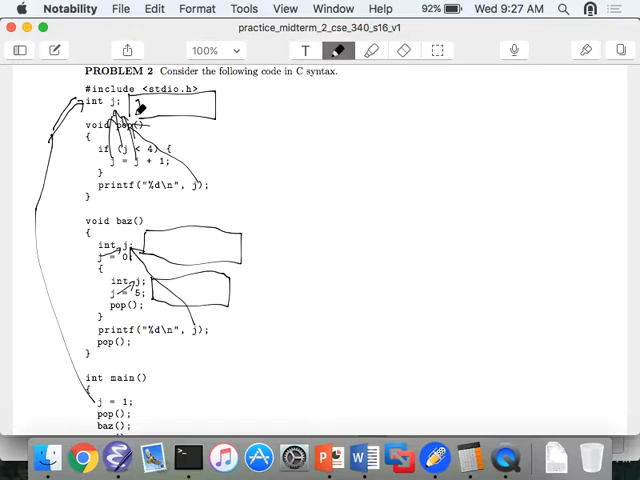 Notability File Edit Format View Window Help 92% Wed 9:27 AM
practice_midterm_2_cse_340_s16_v1
100% T
PROBLEM 2 Consider the following code in C syntax.
#include <stdio.h>
int j;
void pop()
{
if (j < 4) {
j = j + 1;
}
printf("%d\n", j);
}
void baz()
{
int j;
j = 0;
{
int j;
j = 5;
pop();
}
printf("%d\n", j);
pop();
}
int main()
{
j = 1;
pop();
baz();